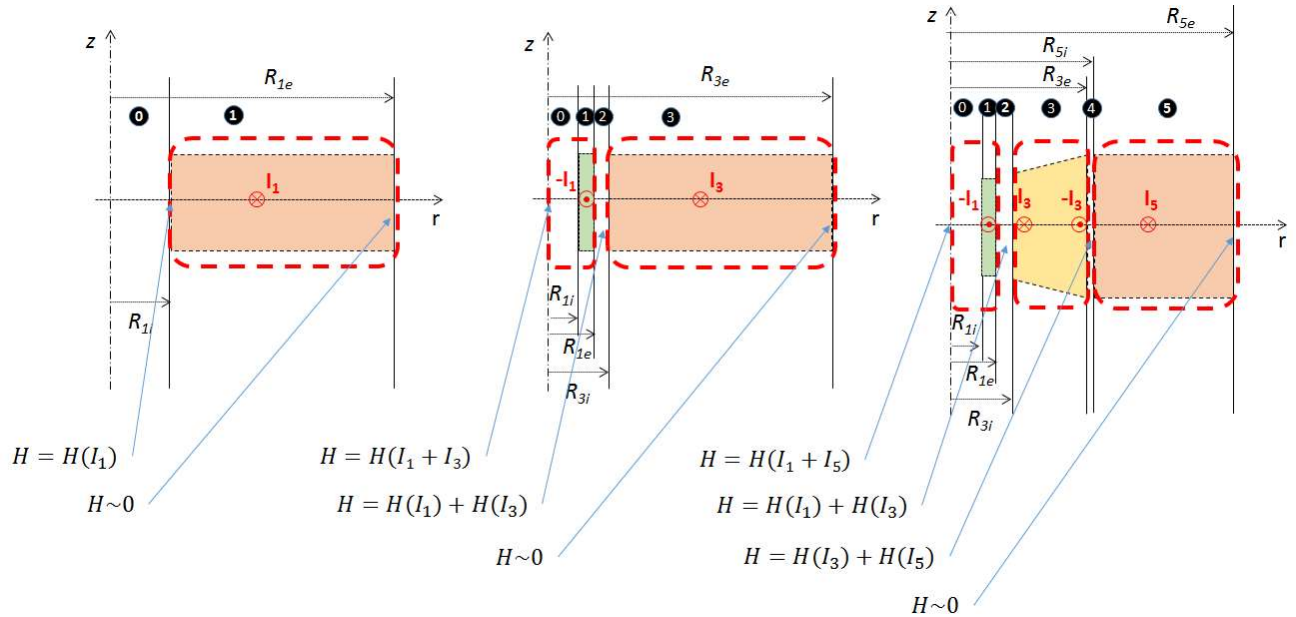 z
R1e
0
1
I1
r
R1i
H = H(I1)
H~0
z
R3e
0
1
2
3
-I1
I3
r
R1i
R1e
R3i
H = H(I1 + I3)
H = H(I1) + H(I3)
H~0
z
R5e
R5i
R3e
0
1
2
3
4
5
-I1
I3
-I3
I5
r
R1i
R1e
R3i
H = H(I1 + I5)
H = H(I1) + H(I3)
H = H(I3) + H(I5)
H~0